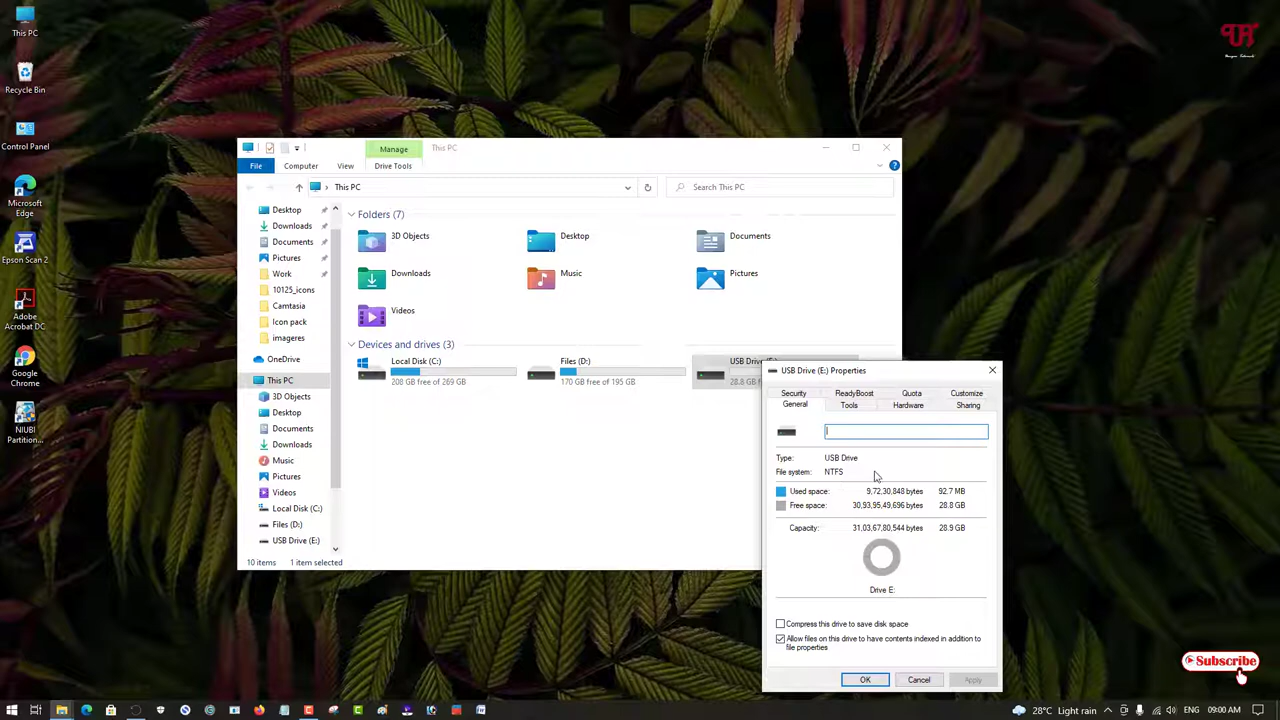 This PC
Recycle Bin
Control Panel
Microsoft
Edge
Epson Scan 2
Adobe
Acrobat DC
Google
Chrome
NIUBI
Partition...
UR
Manage
This PC
File
Computer
View
Drive Tools
This PC
Search This PC
Desktop
Downloads
Documents
Pictures
Work
10125_icons
Camtasia
Icon pack
imageres
OneDrive
This PC
3D Objects
Desktop
Documents
Downloads
Music
Pictures
Videos
Local Disk (C:)
Files (D:)
USB Drive (E:)
Folders (7)
3D Objects
Desktop
Documents
Downloads
Music
Pictures
Videos
Devices and drives (3)
Local Disk (C:)
208 GB free of 269 GB
Files (D:)
170 GB free of 195 GB
USB Drive (E:)
28.8 G
10 items
1 item selected
USB Drive (E:) Properties
Security
ReadyBoost
Quota
Customize
General
Tools
Hardware
Sharing
Type: USB Drive
File system: NTFS
Used space: 9,72,30,848 bytes 92.7 MB
Free space: 30,93,95,49,696 bytes 28.8 GB
Capacity: 31,03,67,80,544 bytes 28.9 GB
Drive E:
Compress this drive to save disk space
Allow files on this drive to have contents indexed in addition to
file properties
OK
Cancel
Apply
Subscribe
28°C Light rain
ENG
09:00 AM